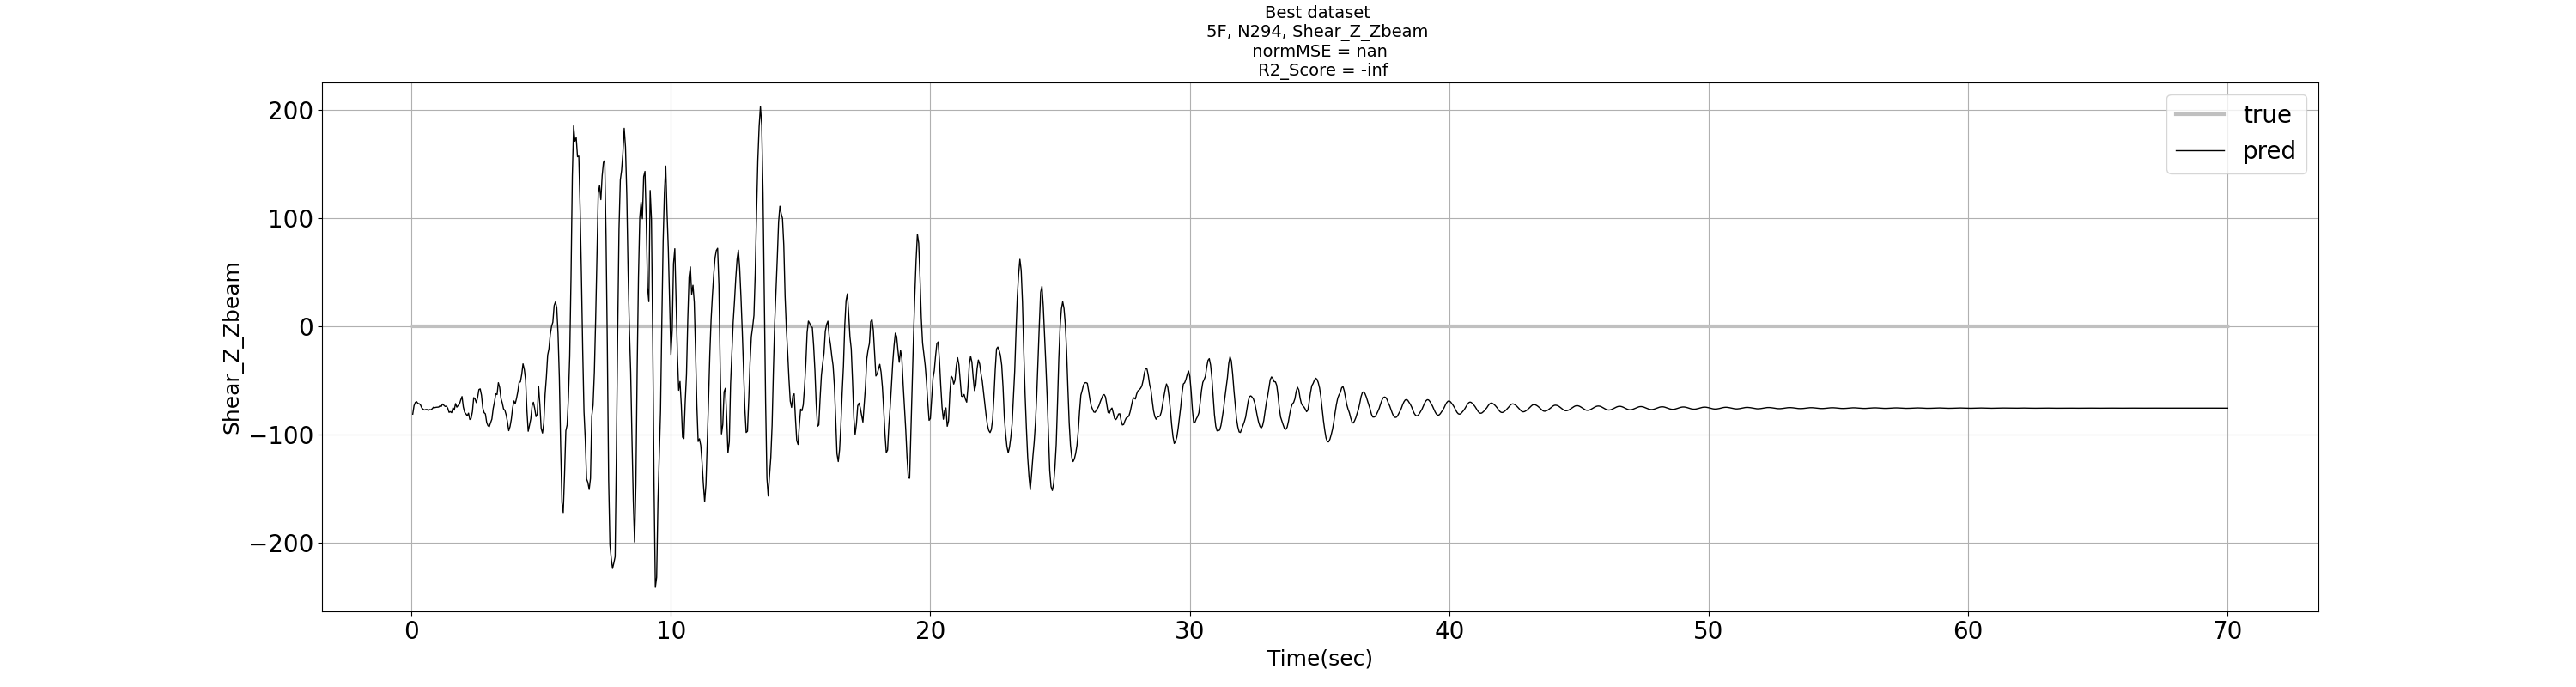 Best dataset
5F, N294, Shear_Z_Zbeam
normMSE = nan
R2_Score = -inf
200
100
0
−100
−200
Shear_Z_Zbeam
true
pred
0 10 20 30 40 50 60 70
Time(sec)